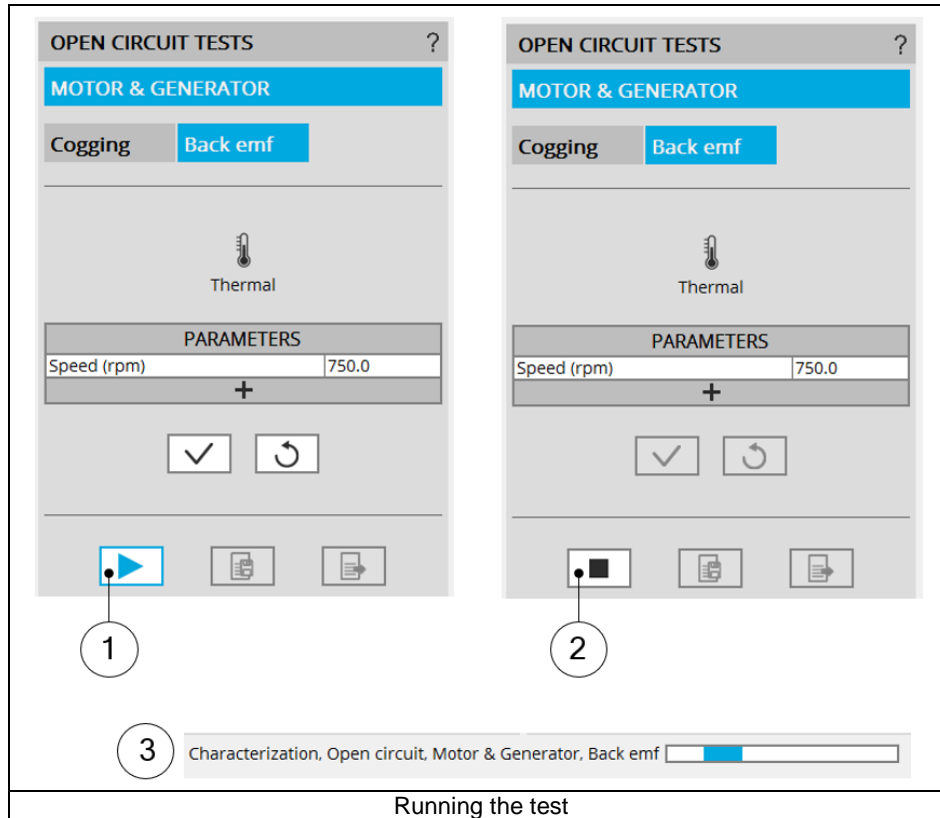 OPEN CIRCUIT TESTS ?
MOTOR & GENERATOR
Cogging Back emf
Thermal
PARAMETERS
Speed (rpm) 750.0
+
1
OPEN CIRCUIT TESTS ?
MOTOR & GENERATOR
Cogging Back emf
Thermal
PARAMETERS
Speed (rpm) 750.0
+
2
3 Characterization, Open circuit, Motor & Generator, Back emf
Running the test